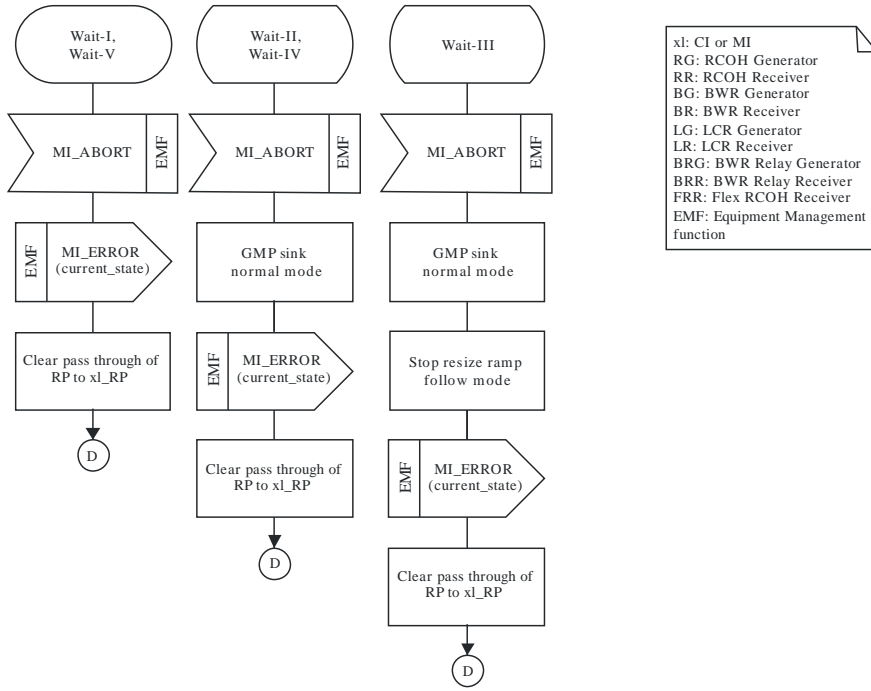 Wait-I,
Wait-V
MI_ABORT
EMF
EMF
MI_ERROR
(current_state)
Clear pass through of
RP to xl_RP
D
Wait-II,
Wait-IV
MI_ABORT
EMF
GMP sink
normal mode
EMF
MI_ERROR
(current_state)
Clear pass through of
RP to xl_RP
D
Wait-III
MI_ABORT
EMF
GMP sink
normal mode
Stop resize ramp
follow mode
EMF
MI_ERROR
(current_state)
Clear pass through of
RP to xl_RP
D
xl: CI or MI
RG: RCOH Generator
RR: RCOH Receiver
BG: BWR Generator
BR: BWR Receiver
LG: LCR Generator
LR: LCR Receiver
BRG: BWR Relay Generator
BRR: BWR Relay Receiver
FRR: Flex RCOH Receiver
EMF: Equipment Management
function